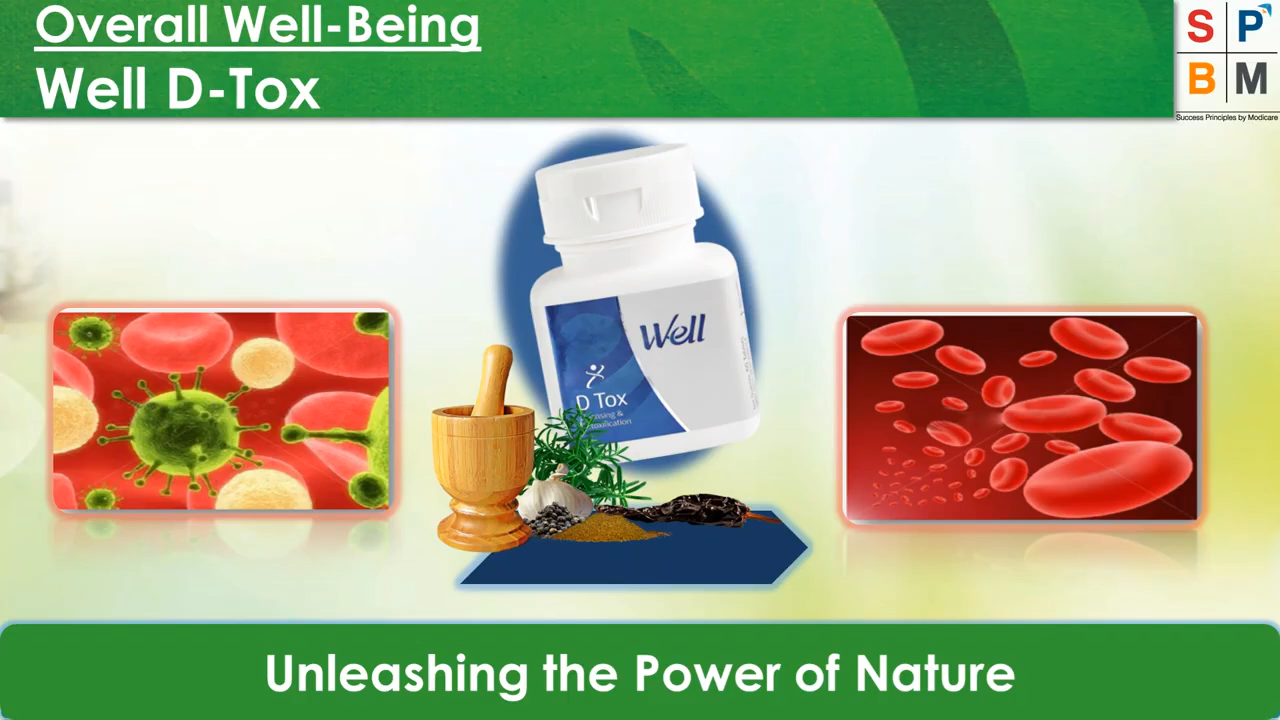 Overall Well-Being
Well D-Tox
S P
B M
Success Principles by Modicare
Well
D Tox
Unleashing the Power of Nature